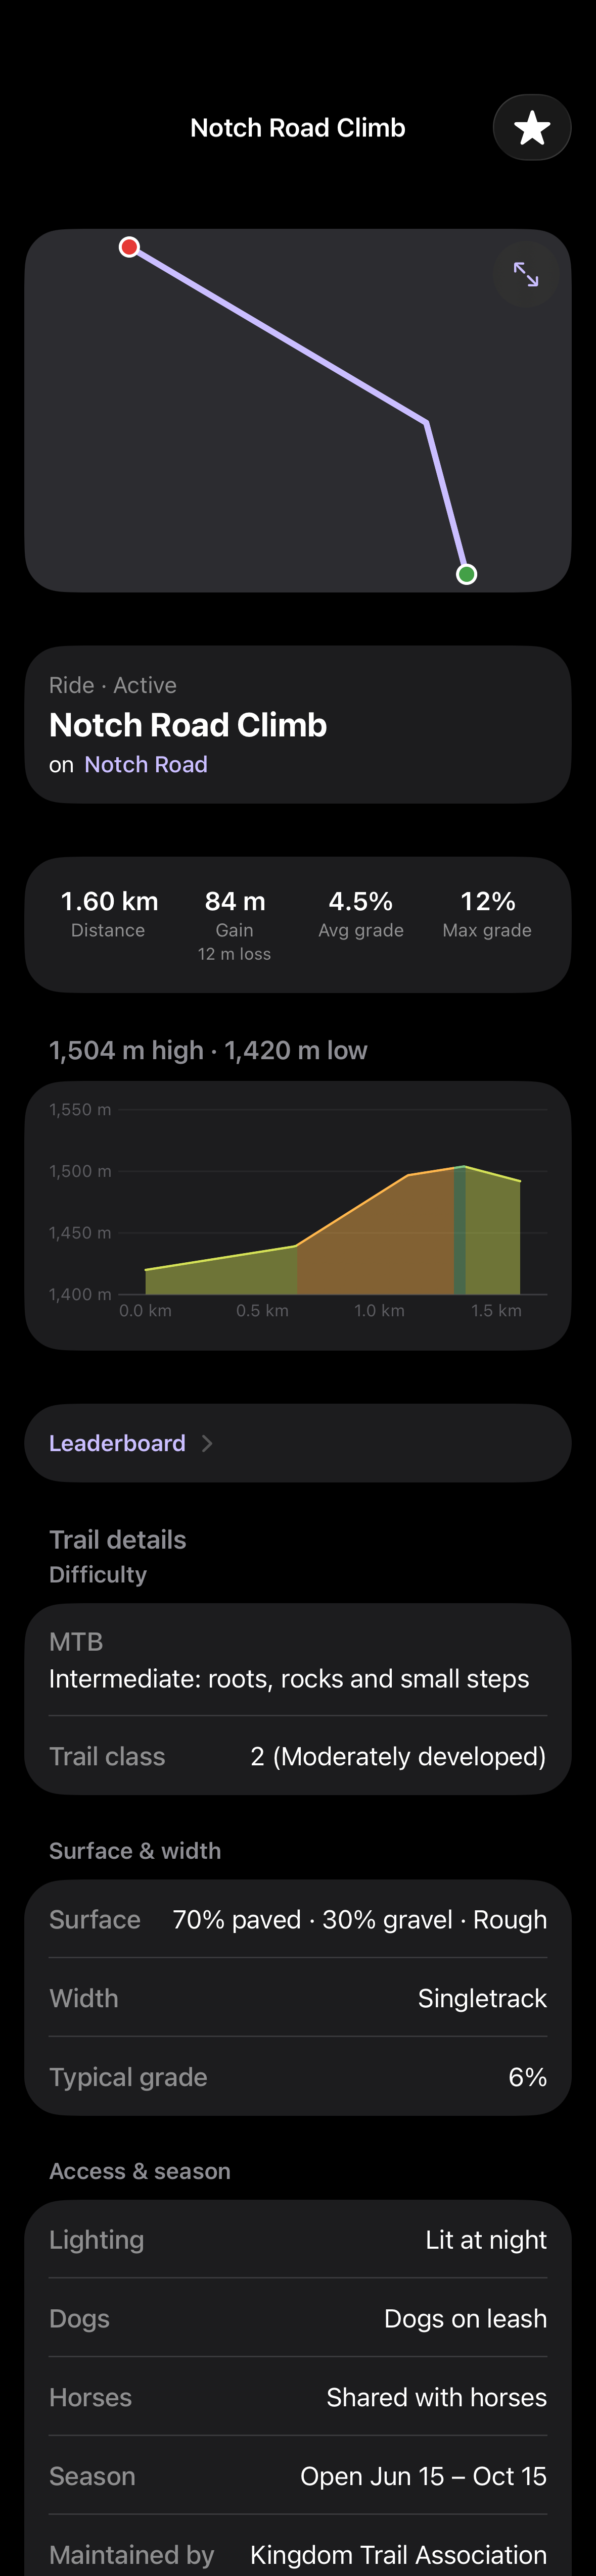 Notch Road Climb
Ride · Active
Notch Road Climb
on Notch Road
1.60 km 84 m 4.5% 12%
Distance Gain Avg grade Max grade
12 m loss
1,504 m high · 1,420 m low
1,550 m
1,500 m
1,450 m
1,400 m
0.0 km 0.5 km 1.0 km 1.5 km
Leaderboard
Trail details
Difficulty
MTB
Intermediate: roots, rocks and small steps
Trail class 2 (Moderately developed)
Surface & width
Surface 70% paved · 30% gravel · Rough
Width Singletrack
Typical grade 6%
Access & season
Lighting Lit at night
Dogs Dogs on leash
Horses Shared with horses
Season Open Jun 15 – Oct 15
Maintained by Kingdom Trail Association